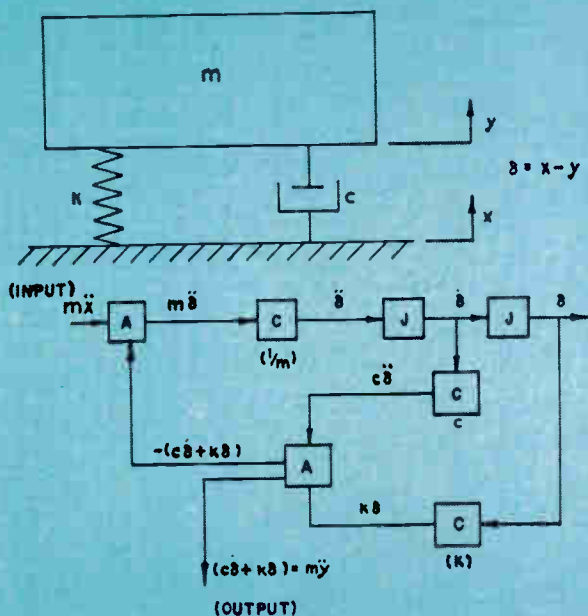 m
K
c
y
x
δ = x - y
(INPUT)
mẍ
A
mδ̈
C
(1/m)
δ̈
J
δ̇
J
δ
cδ̈
C
c
-(cδ̇ + Kδ)
A
Kδ
C
(K)
(cδ̇ + Kδ) = mÿ
(OUTPUT)